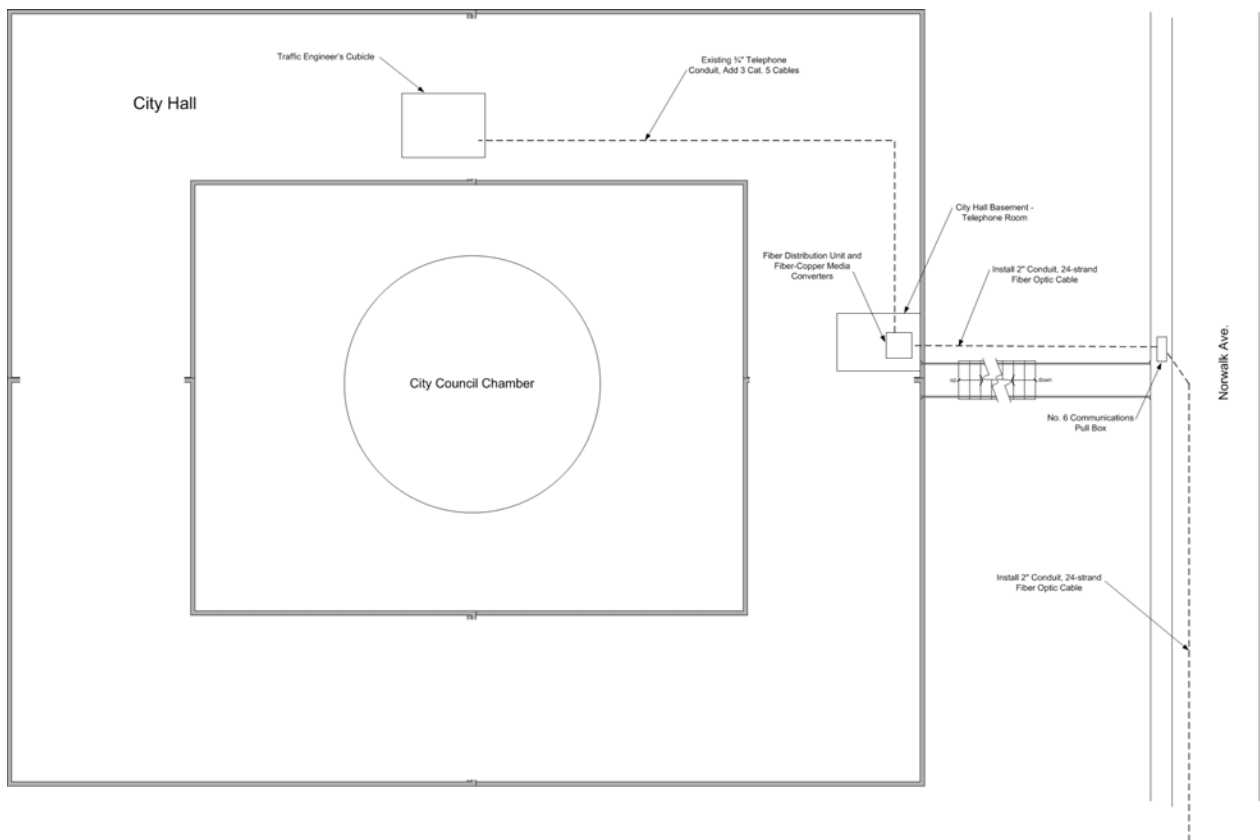 Traffic Engineer's Cubicle
Existing ¾" Telephone
Conduit, Add 3 Cat. 5 Cables
City Hall
City Hall Basement -
Telephone Room
Fiber Distribution Unit and
Fiber-Copper Media
Converters
Install 2" Conduit, 24-strand
Fiber Optic Cable
Norwalk Ave.
City Council Chamber
up
down
No. 6 Communications
Pull Box
Install 2" Conduit, 24-strand
Fiber Optic Cable